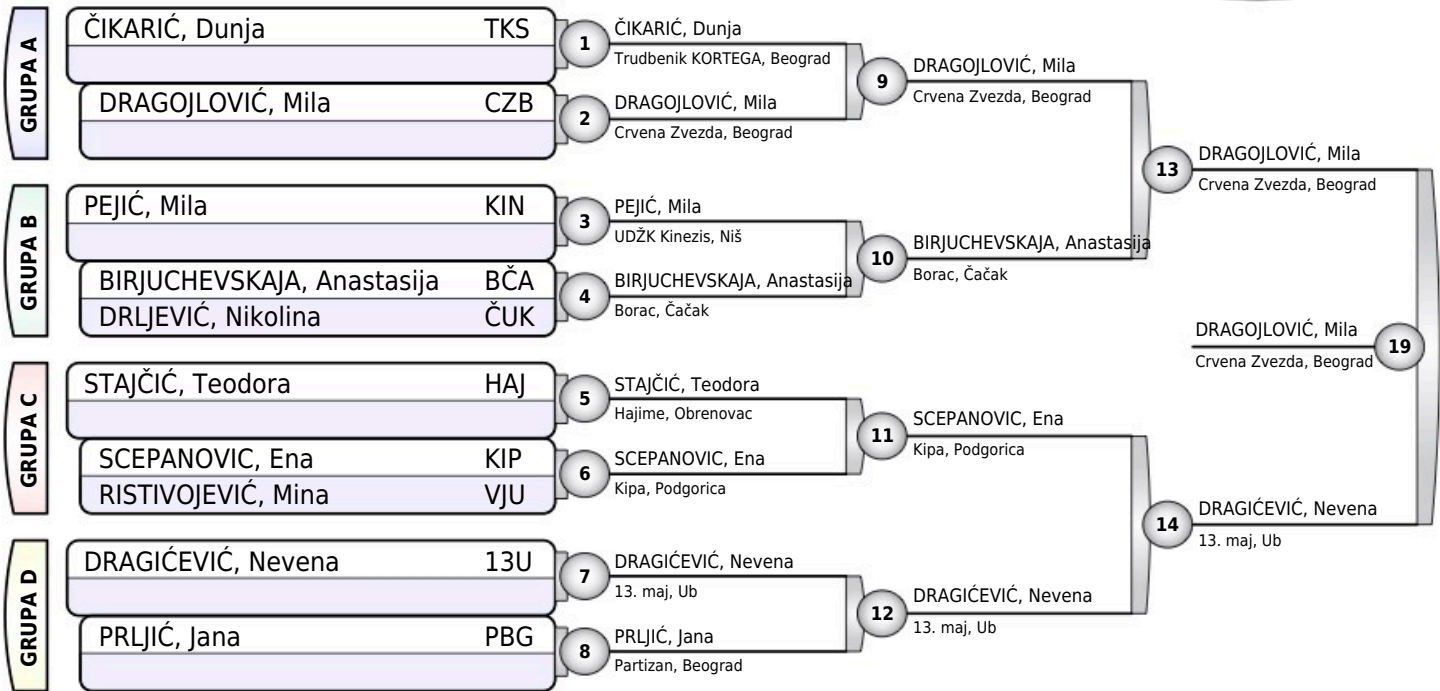 GRUPA A
ČIKARIĆ, Dunja TKS
DRAGOJLOVIĆ, Mila CZB
GRUPA B
PEJIĆ, Mila KIN
BIRJUCHEVSKAJA, Anastasija BČA
DRLJEVIĆ, Nikolina ČUK
GRUPA C
STAJČIĆ, Teodora HAJ
SCEPANOVIC, Ena KIP
RISTIVOJEVIĆ, Mina VJU
GRUPA D
DRAGIĆEVIĆ, Nevena 13U
PRLJIĆ, Jana PBG
1 ČIKARIĆ, Dunja
Trudbenik KORTEGA, Beograd
2 DRAGOJLOVIĆ, Mila
Crvena Zvezda, Beograd
3 PEJIĆ, Mila
UDŽK Kinezis, Niš
4 BIRJUCHEVSKAJA, Anastasija
Borac, Čačak
5 STAJČIĆ, Teodora
Hajime, Obrenovac
6 SCEPANOVIC, Ena
Kipa, Podgorica
7 DRAGIĆEVIĆ, Nevena
13. maj, Ub
8 PRLJIĆ, Jana
Partizan, Beograd
9 DRAGOJLOVIĆ, Mila
Crvena Zvezda, Beograd
10 BIRJUCHEVSKAJA, Anastasija
Borac, Čačak
11 SCEPANOVIC, Ena
Kipa, Podgorica
12 DRAGIĆEVIĆ, Nevena
13. maj, Ub
13 DRAGOJLOVIĆ, Mila
Crvena Zvezda, Beograd
14 DRAGIĆEVIĆ, Nevena
13. maj, Ub
DRAGOJLOVIĆ, Mila
Crvena Zvezda, Beograd 19